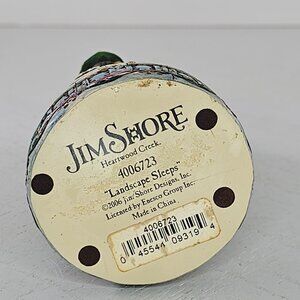 JIM SHORE
Heartwood Creek
4006723
"Landscape Sleeps"
©2006 Jim Shore Designs, Inc.
Licensed by Enesco Group Inc.
Made in China
4006723
0 45544 09319 4